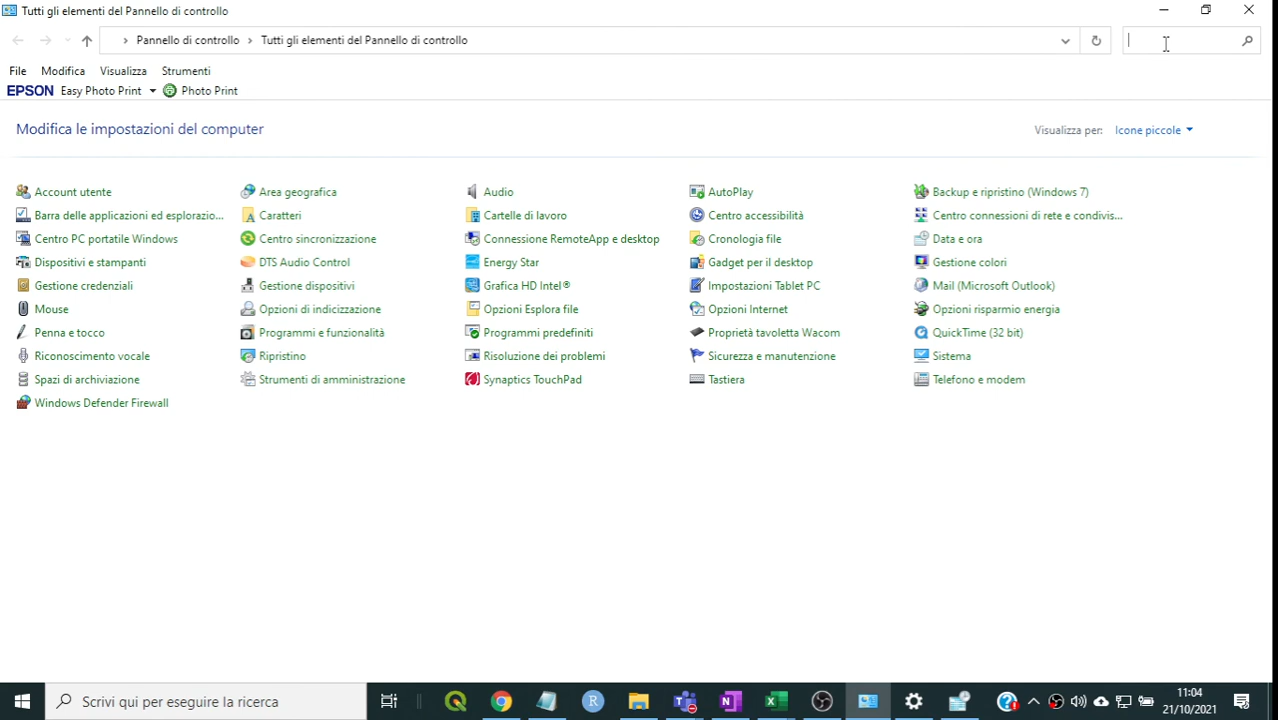 Tutti gli elementi del Pannello di controllo
Pannello di controllo > Tutti gli elementi del Pannello di controllo
File Modifica Visualizza Strumenti
EPSON Easy Photo Print Photo Print
Modifica le impostazioni del computer
Visualizza per: Icone piccole
Account utente Area geografica Audio AutoPlay Backup e ripristino (Windows 7)
Barra delle applicazioni ed esplorazio... Caratteri Cartelle di lavoro Centro accessibilità Centro connessioni di rete e condivis...
Centro PC portatile Windows Centro sincronizzazione Connessione RemoteApp e desktop Cronologia file Data e ora
Dispositivi e stampanti DTS Audio Control Energy Star Gadget per il desktop Gestione colori
Gestione credenziali Gestione dispositivi Grafica HD Intel® Impostazioni Tablet PC Mail (Microsoft Outlook)
Mouse Opzioni di indicizzazione Opzioni Esplora file Opzioni Internet Opzioni risparmio energia
Penna e tocco Programmi e funzionalità Programmi predefiniti Proprietà tavoletta Wacom QuickTime (32 bit)
Riconoscimento vocale Ripristino Risoluzione dei problemi Sicurezza e manutenzione Sistema
Spazi di archiviazione Strumenti di amministrazione Synaptics TouchPad Tastiera Telefono e modem
Windows Defender Firewall
Scrivi qui per eseguire la ricerca
11:04
21/10/2021